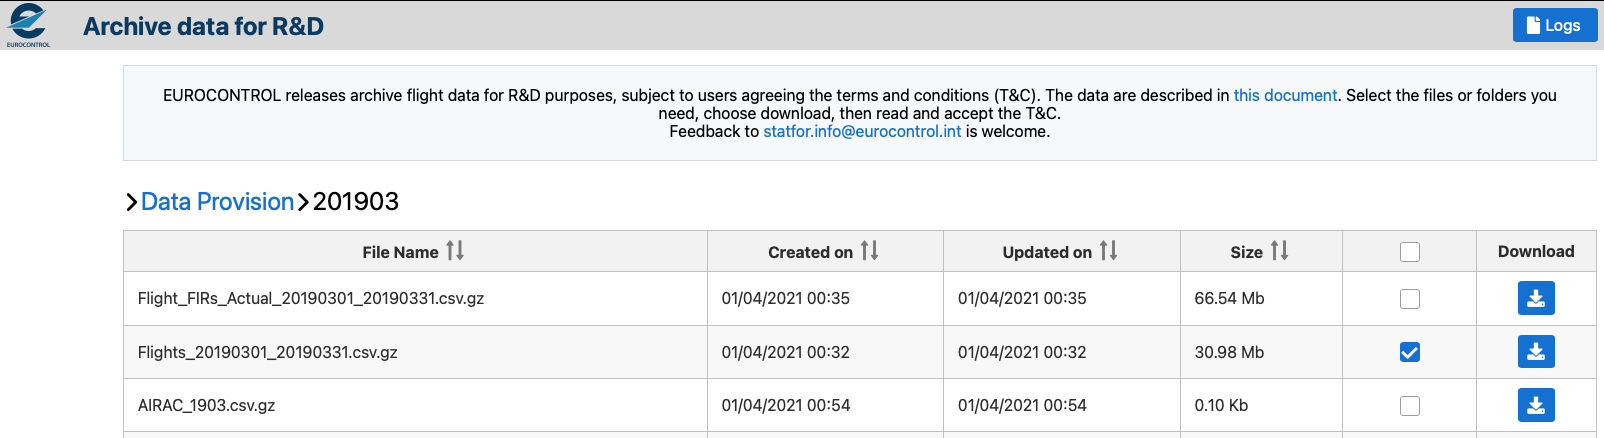 EUROCONTROL
Archive data for R&D
Logs
EUROCONTROL releases archive flight data for R&D purposes, subject to users agreeing the terms and conditions (T&C). The data are described in this document. Select the files or folders you
need, choose download, then read and accept the T&C.
Feedback to statfor.info@eurocontrol.int is welcome.
Data Provision 201903
File Name Created on Updated on Size Download
Flight_FIRs_Actual_20190301_20190331.csv.gz 01/04/2021 00:35 01/04/2021 00:35 66.54 Mb
Flights_20190301_20190331.csv.gz 01/04/2021 00:32 01/04/2021 00:32 30.98 Mb
AIRAC_1903.csv.gz 01/04/2021 00:54 01/04/2021 00:54 0.10 Kb